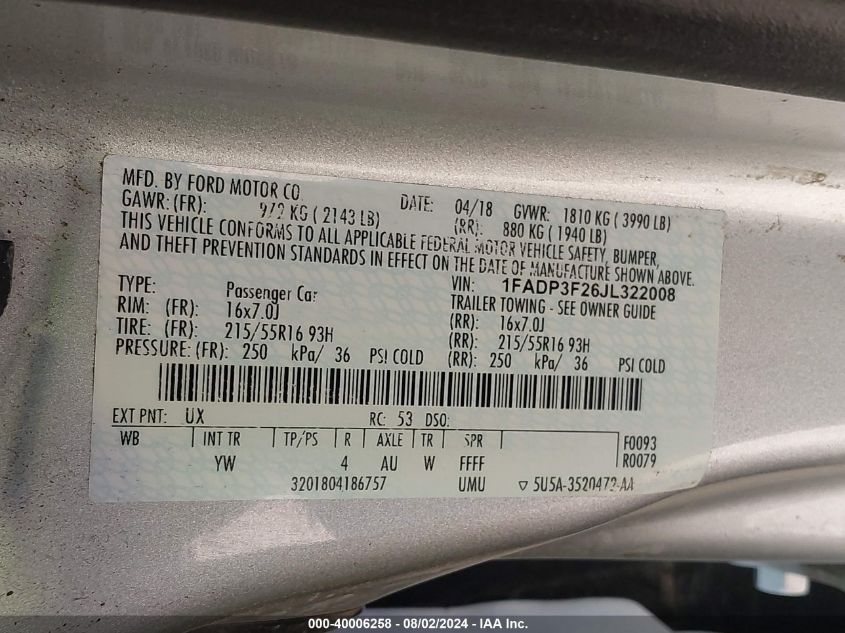 MFD. BY FORD MOTOR CO DATE: 04/18 GVWR: 1810 KG ( 3990 LB)
GAWR: (FR): 972 KG ( 2143 LB) (RR): 880 KG ( 1940 LB)
THIS VEHICLE CONFORMS TO ALL APPLICABLE FEDERAL MOTOR VEHICLE SAFETY, BUMPER,
AND THEFT PREVENTION STANDARDS IN EFFECT ON THE DATE OF MANUFACTURE SHOWN ABOVE.
VIN: 1FADP3F26JL322008
TYPE: Passenger Car TRAILER TOWING - SEE OWNER GUIDE
RIM: (FR): 16x7.0J (RR): 16x7.0J
TIRE: (FR): 215/55R16 93H (RR): 215/55R16 93H
PRESSURE: (FR): 250 kPa/ 36 PSI COLD (RR): 250 kPa/ 36 PSI COLD
EXT PNT: UX RC: 53 DSO:
WB INT TR TP/PS R AXLE TR SPR F0093
YW 4 AU W FFFF R0079
3201804186757 UMU ▽ 5U5A-3520472-AA
000-40006258 - 08/02/2024 - IAA Inc.